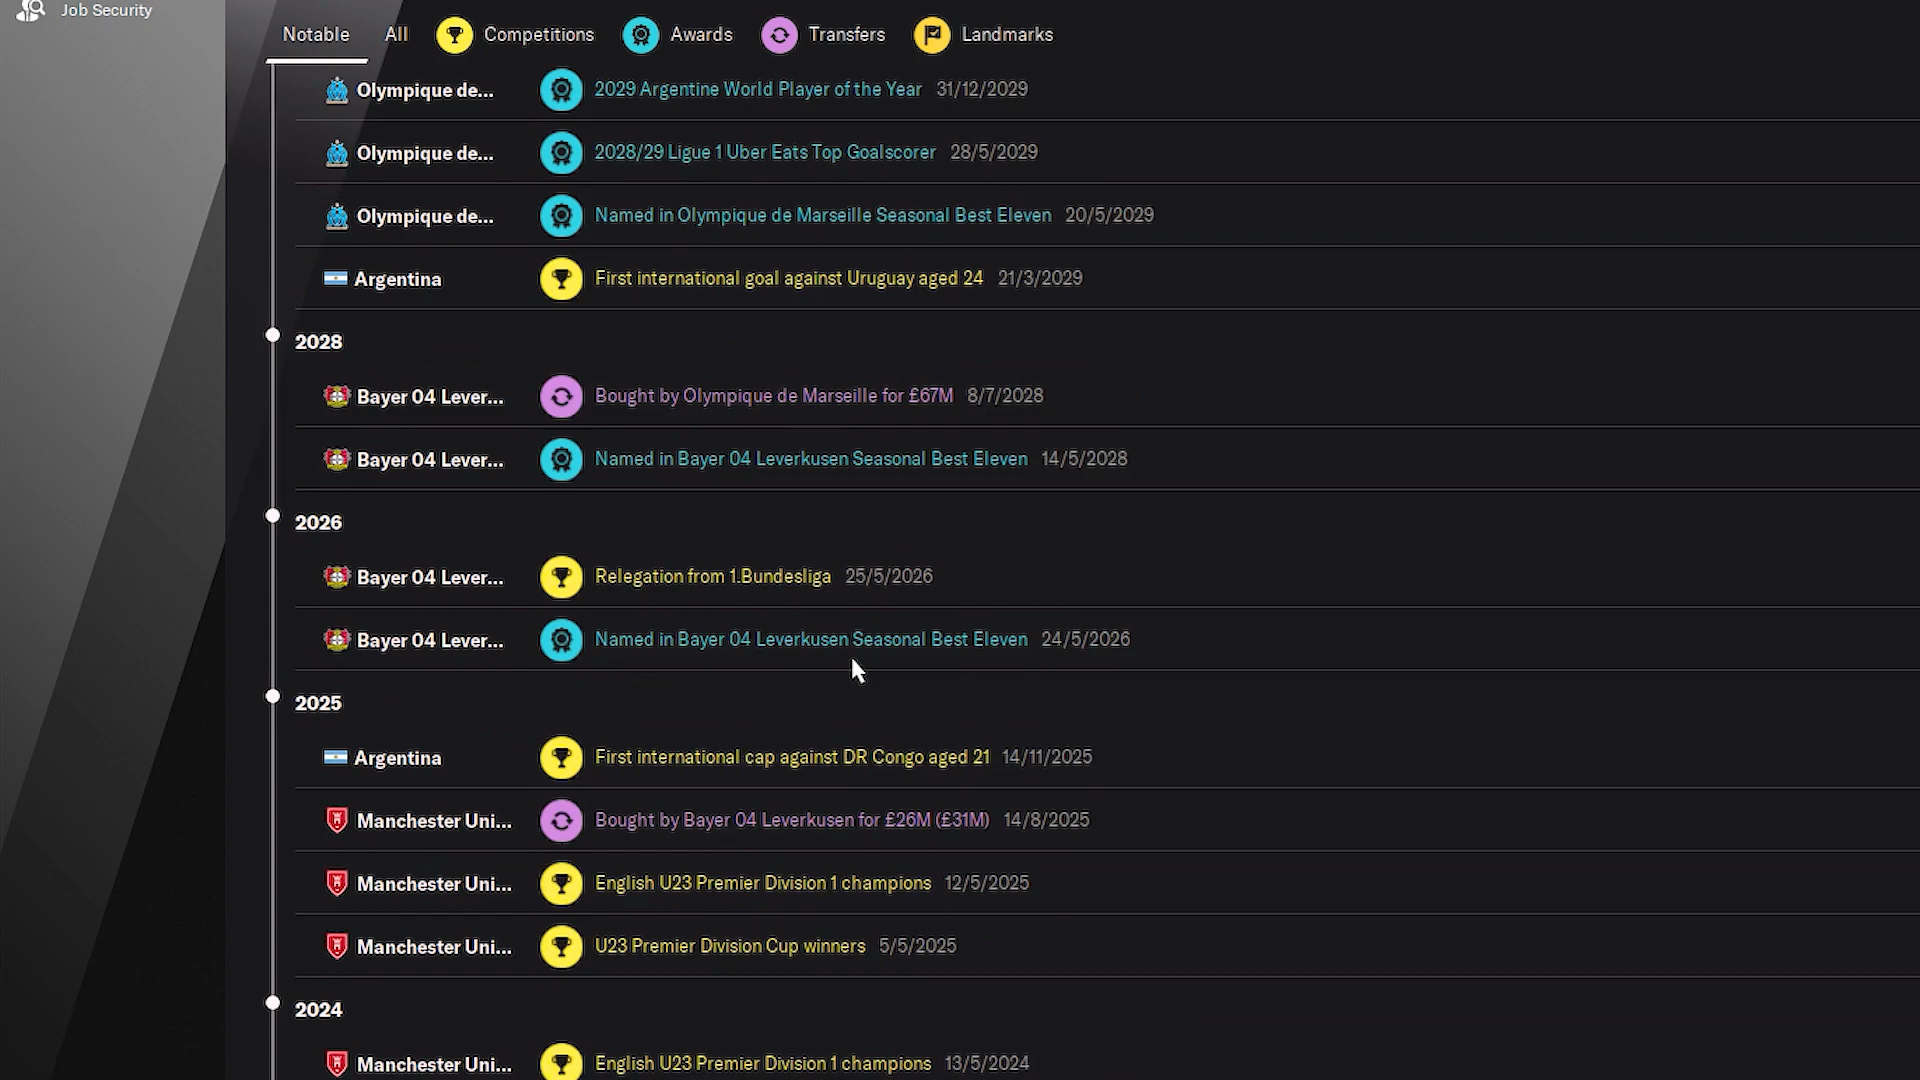 Job Security
Notable All Competitions Awards Transfers Landmarks
Olympique de... 2029 Argentine World Player of the Year 31/12/2029
Olympique de... 2028/29 Ligue 1 Uber Eats Top Goalscorer 28/5/2029
Olympique de... Named in Olympique de Marseille Seasonal Best Eleven 20/5/2029
Argentina First international goal against Uruguay aged 24 21/3/2029
2028
Bayer 04 Lever... Bought by Olympique de Marseille for £67M 8/7/2028
Bayer 04 Lever... Named in Bayer 04 Leverkusen Seasonal Best Eleven 14/5/2028
2026
Bayer 04 Lever... Relegation from 1.Bundesliga 25/5/2026
Bayer 04 Lever... Named in Bayer 04 Leverkusen Seasonal Best Eleven 24/5/2026
2025
Argentina First international cap against DR Congo aged 21 14/11/2025
Manchester Uni... Bought by Bayer 04 Leverkusen for £26M (£31M) 14/8/2025
Manchester Uni... English U23 Premier Division 1 champions 12/5/2025
Manchester Uni... U23 Premier Division Cup winners 5/5/2025
2024
Manchester Uni... English U23 Premier Division 1 champions 13/5/2024